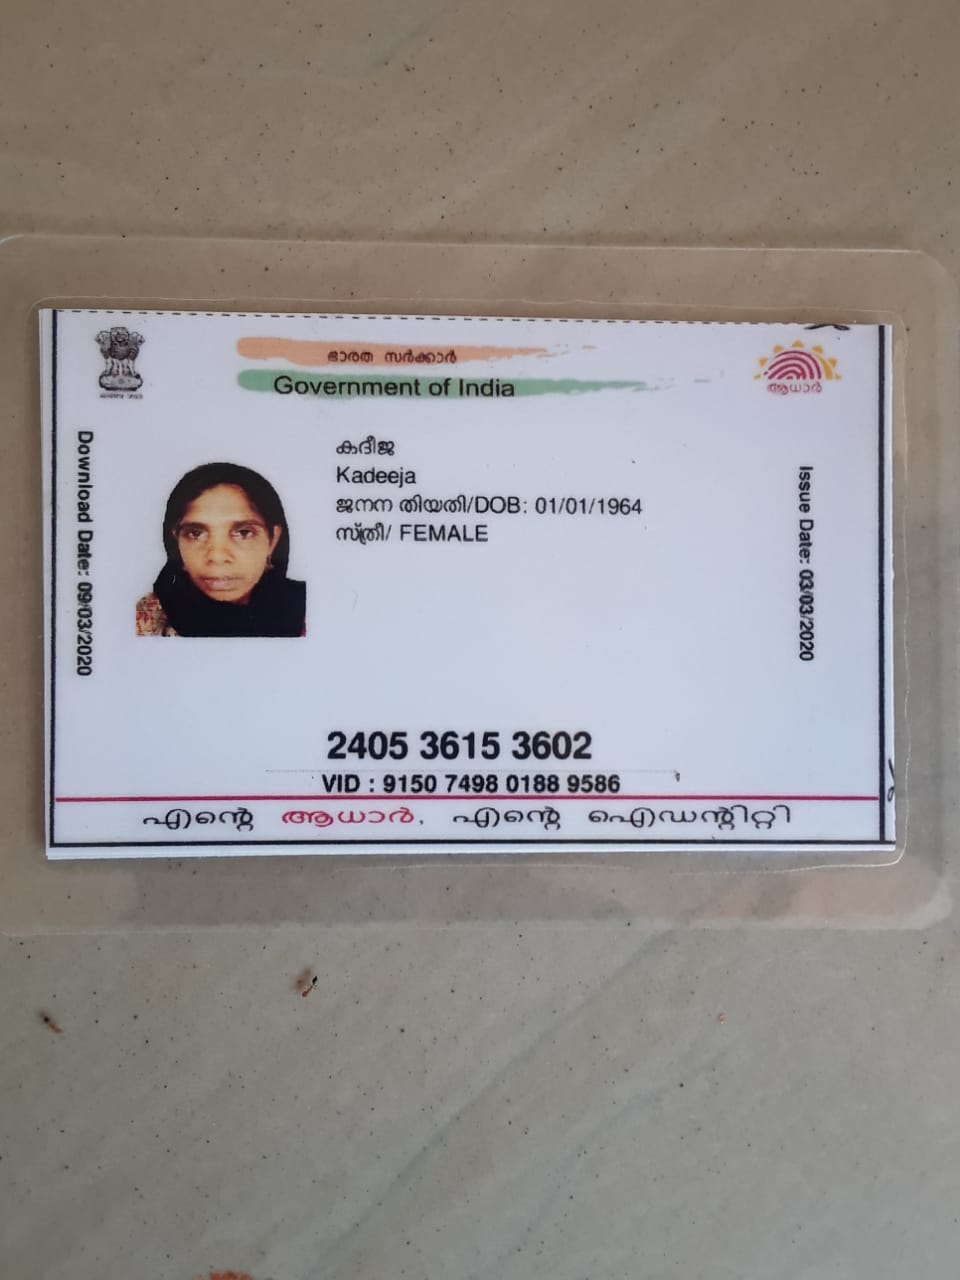 ഭാരത സർക്കാർ
Government of India
ആധാർ
Download Date: 09/03/2020
കദീജ
Kadeeja
ജനന തിയതി/DOB: 01/01/1964
സ്ത്രീ/ FEMALE
Issue Date: 03/03/2020
2405 3615 3602
VID : 9150 7498 0188 9586
എന്റെ ആധാർ, എന്റെ ഐഡന്റിറ്റി